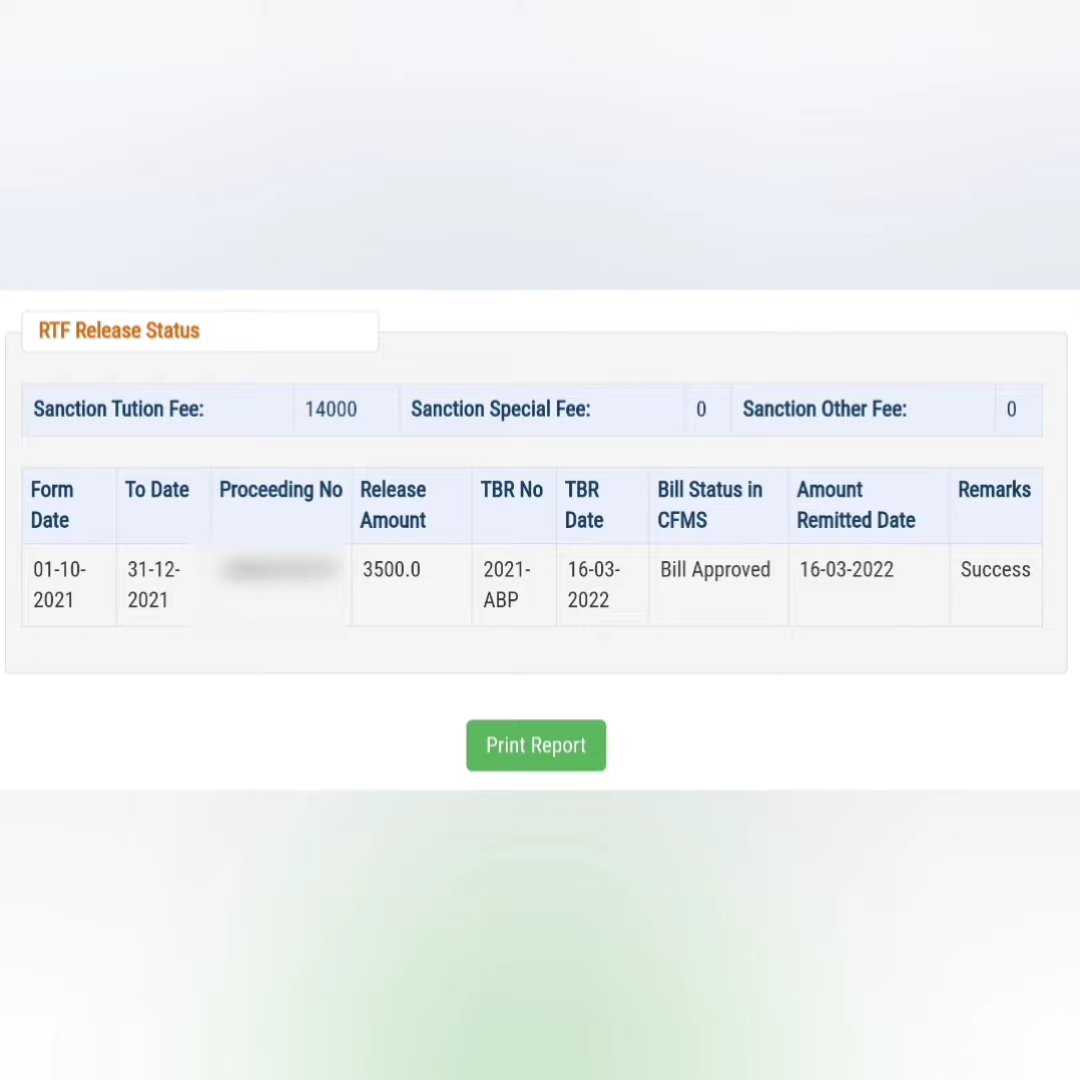 RTF Release Status
Sanction Tution Fee: 14000 Sanction Special Fee: 0 Sanction Other Fee: 0
Form To Date Proceeding No Release TBR No TBR Bill Status in Amount Remarks
Date Amount Date CFMS Remitted Date
01-10- 31-12- 3500.0 2021- 16-03- Bill Approved 16-03-2022 Success
2021 2021 ABP 2022
Print Report